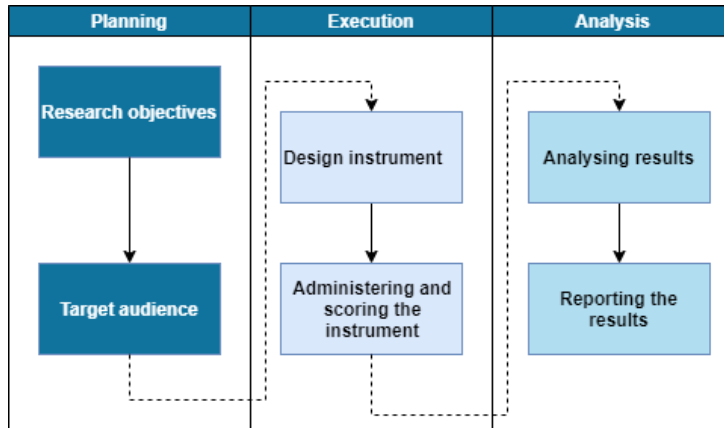 Planning
Execution
Analysis
Research objectives
Target audience
Design instrument
Administering and
scoring the
instrument
Analysing results
Reporting the
results